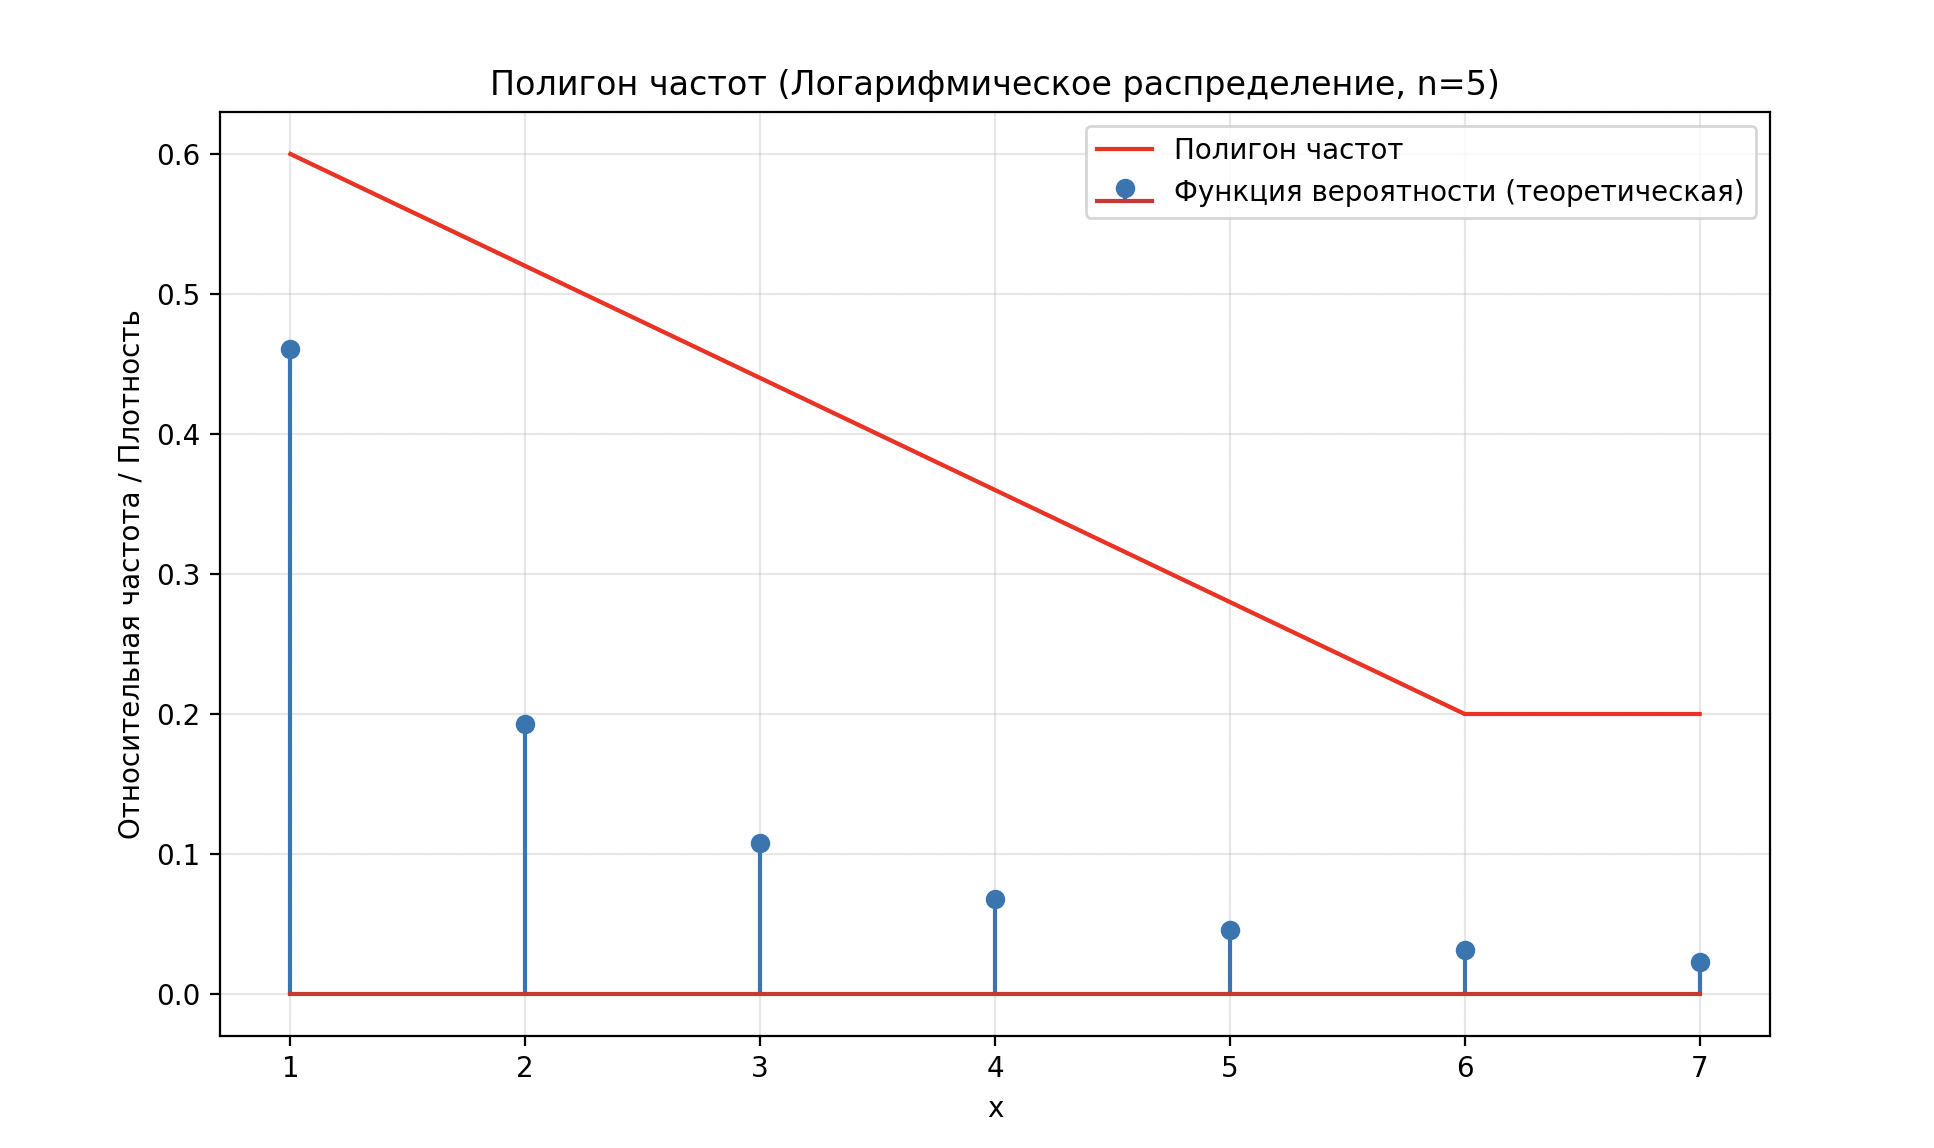 Полигон частот (Логарифмическое распределение, n=5)
Полигон частот
Функция вероятности (теоретическая)
Относительная частота / Плотность
0.6
0.5
0.4
0.3
0.2
0.1
0.0
1 2 3 4 5 6 7
x